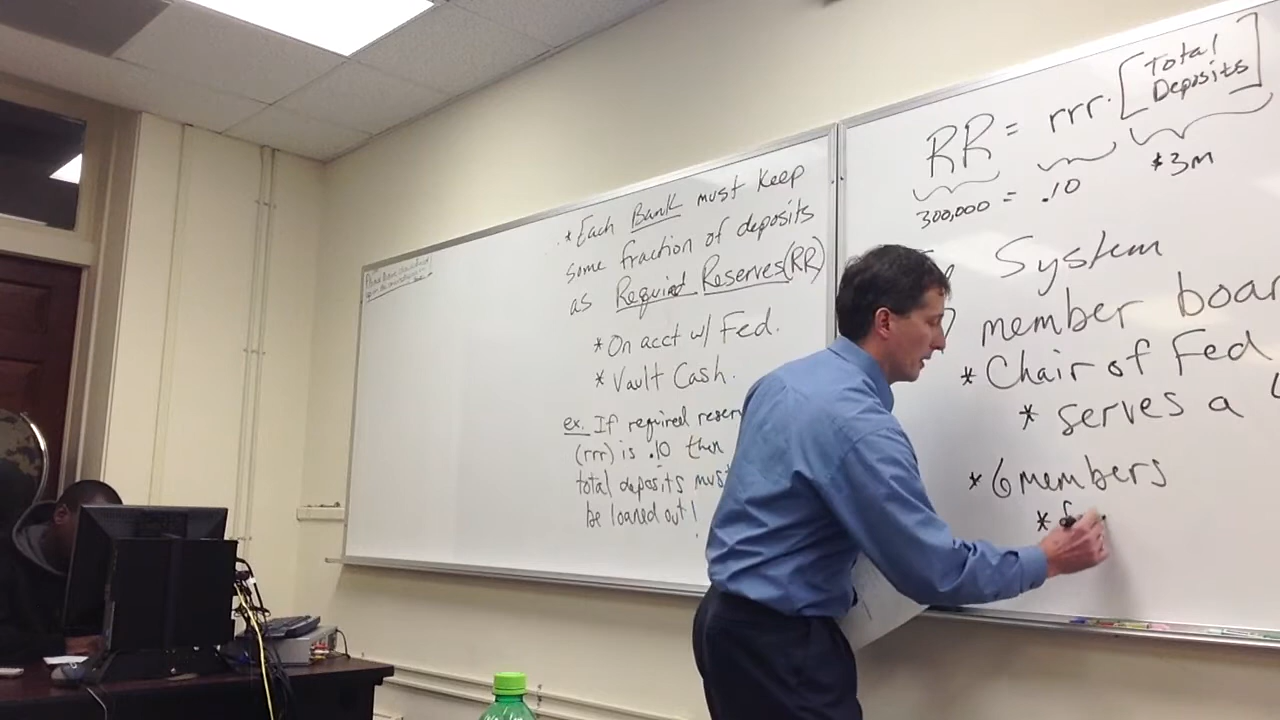 * Each Bank must keep
some fraction of deposits
as Required Reserves (RR)
* On acct w/ Fed.
* Vault Cash.
ex. If required reser
(rrr) is .10 then
total deposits mus
be loaned out!
RR = rrr. [Total
Deposits]
300,000 = .10 $3m
System
member boar
* Chair of Fed
* serves a
* 6 members
*